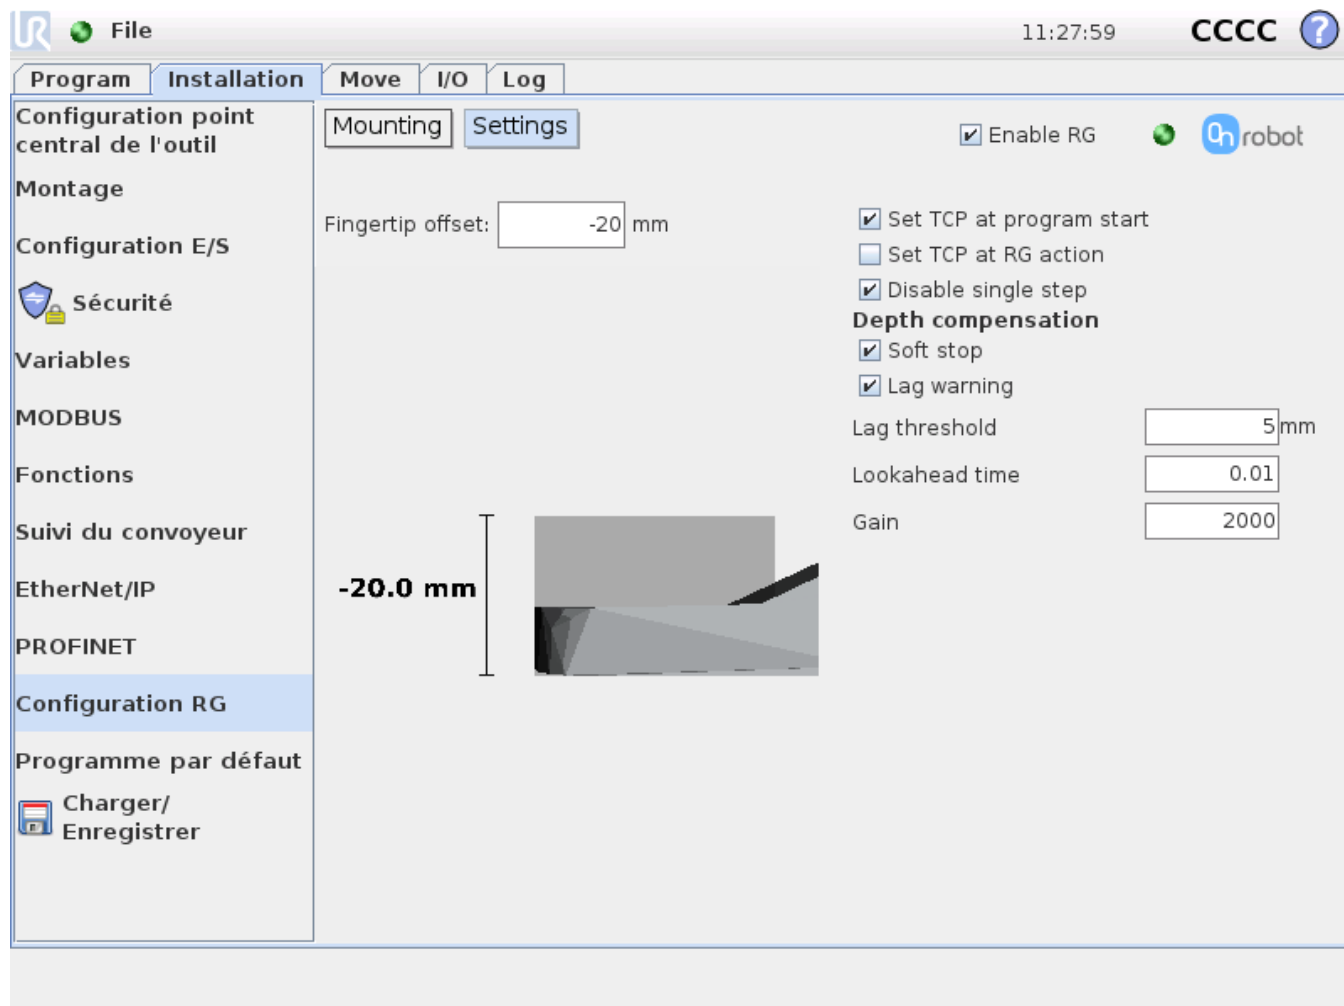 UR File 11:27:59 CCCC ?
Program Installation Move I/O Log
Configuration point
central de l'outil
Montage
Configuration E/S
Sécurité
Variables
MODBUS
Fonctions
Suivi du convoyeur
EtherNet/IP
PROFINET
Configuration RG
Programme par défaut
Charger/
Enregistrer
Mounting Settings
Enable RG
On robot
Fingertip offset: -20 mm
-20.0 mm
Set TCP at program start
Set TCP at RG action
Disable single step
Depth compensation
Soft stop
Lag warning
Lag threshold 5 mm
Lookahead time 0.01
Gain 2000